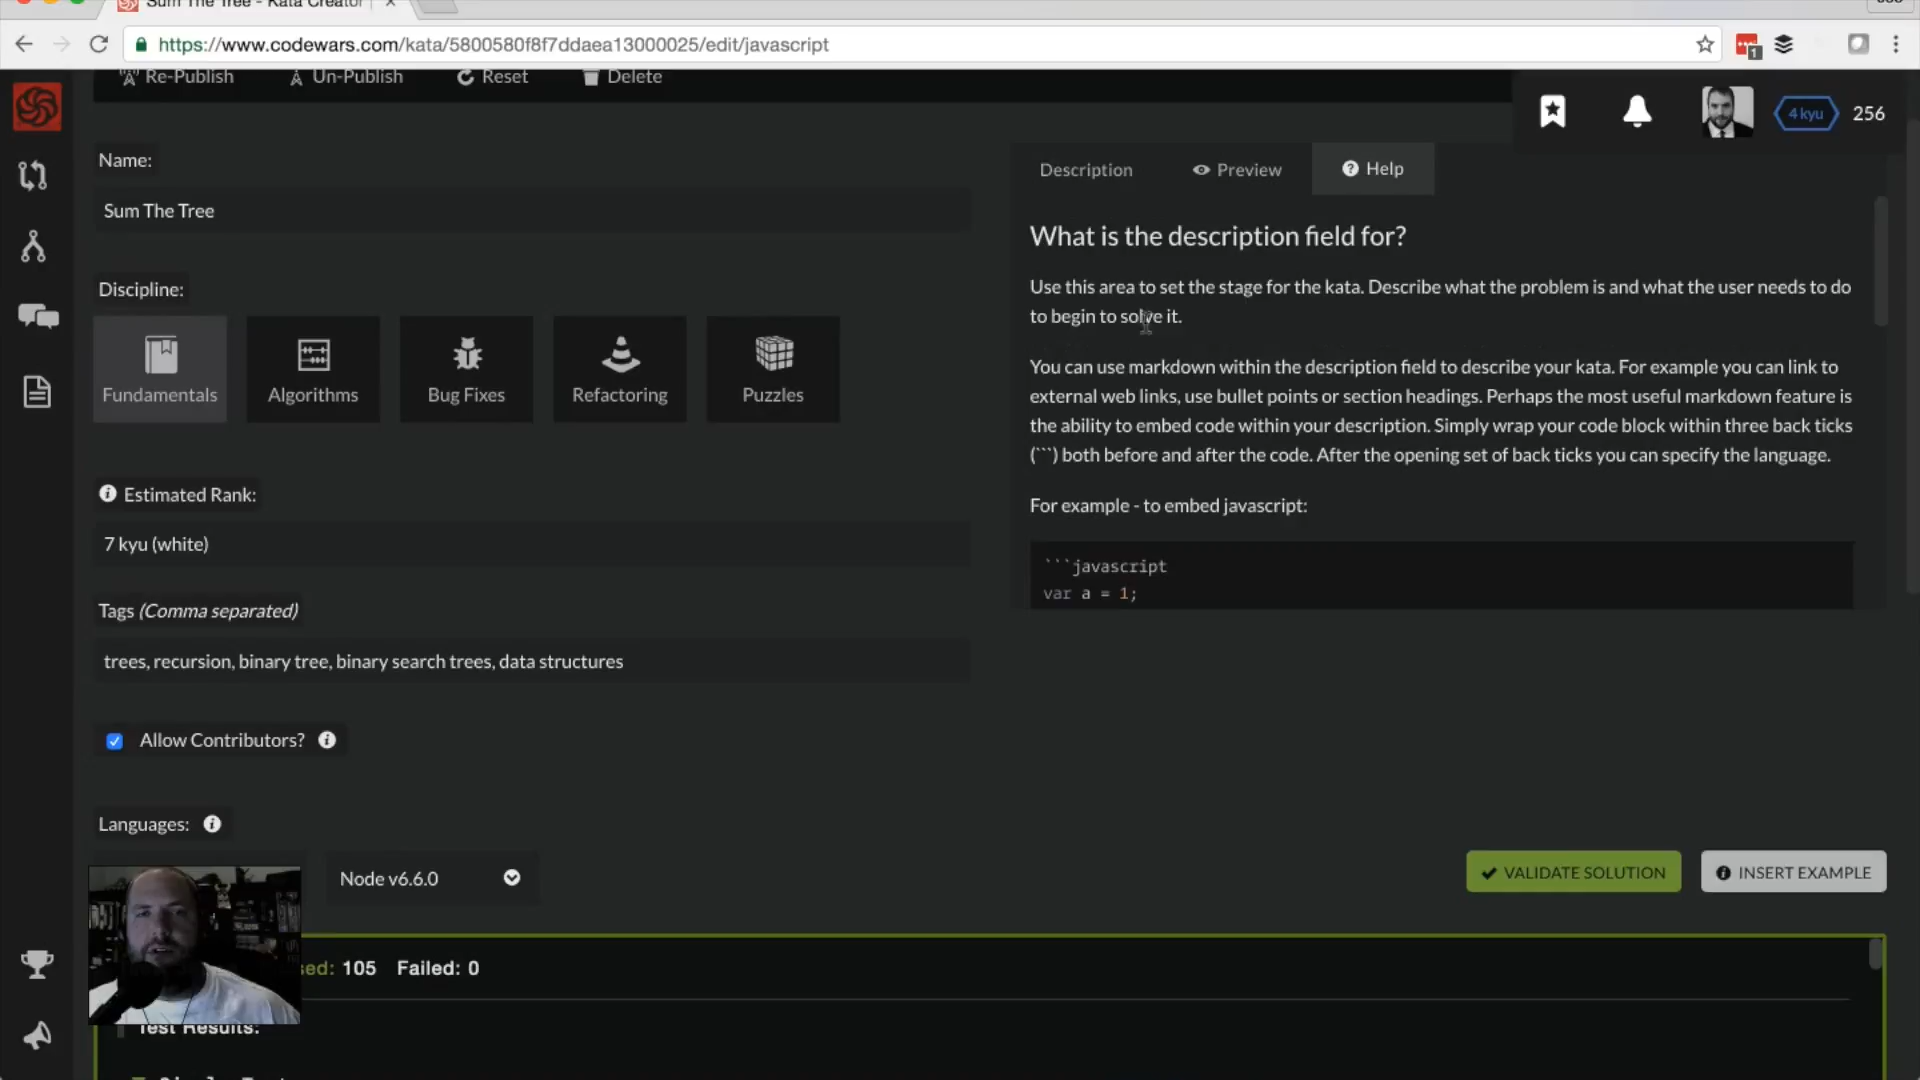 Sum The Tree - Kata Creator
https://www.codewars.com/kata/5800580f8f7ddaea13000025/edit/javascript
1
Re-Publish
Un-Publish
Reset
Delete
4 kyu
256
Name:
Sum The Tree
Discipline:
Fundamentals
Algorithms
Bug Fixes
Refactoring
Puzzles
Estimated Rank:
7 kyu (white)
Tags (Comma separated)
trees, recursion, binary tree, binary search trees, data structures
Allow Contributors?
Languages:
Node v6.6.0
Description
Preview
Help
What is the description field for?
Use this area to set the stage for the kata. Describe what the problem is and what the user needs to do
to begin to solve it.
You can use markdown within the description field to describe your kata. For example you can link to
external web links, use bullet points or section headings. Perhaps the most useful markdown feature is
the ability to embed code within your description. Simply wrap your code block within three back ticks
(```) both before and after the code. After the opening set of back ticks you can specify the language.
For example - to embed javascript:
```javascript
var a = 1;
VALIDATE SOLUTION
INSERT EXAMPLE
sed: 105 Failed: 0
Test Results: